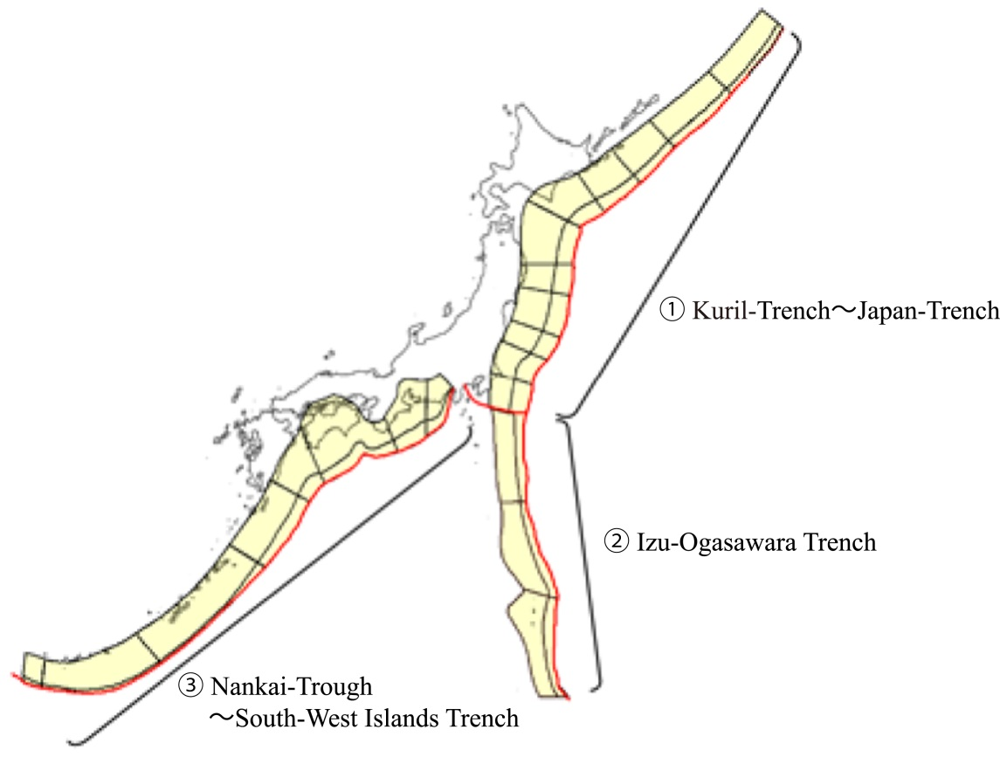 ① Kuril-Trench～Japan-Trench
② Izu-Ogasawara Trench
③ Nankai-Trough
～South-West Islands Trench